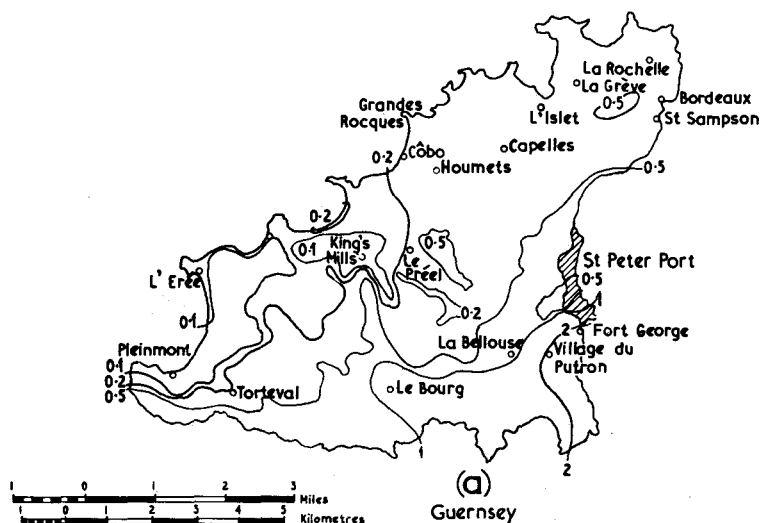 La Rochelle
La Grève
0·5
Bordeaux
Grandes
Rocques
L'Islet
St Sampson
0·2
Côbo
Capelles
Houmets
0·5
0·2
0·1
King's
Mills
0·5
Le
Préel
St Peter Port
L' Erée
0·5
0·1
0·2
1
2
Fort George
La Bellouse
Village du
Putron
Pleinmont
0·1
0·2
0·5
Torteval
Le Bourg
1
2
(a)
Guernsey
1 0 1 2 3
Miles
1 0 1 2 3 4 5
Kilometres